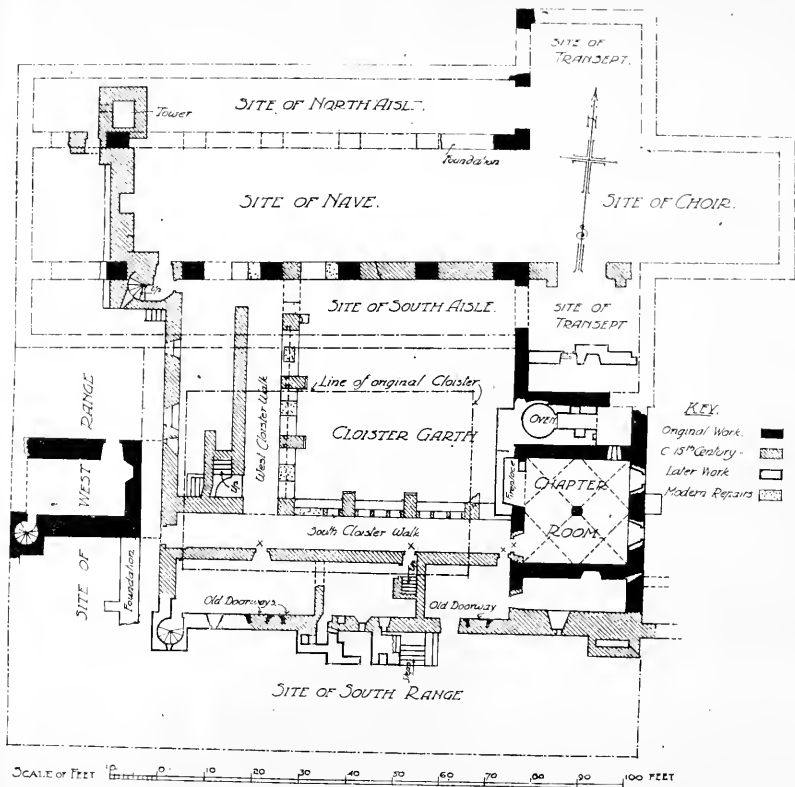 SITE OF
TRANSEPT.
SITE OF NORTH AISLE.
Tower
Foundation
N
SITE OF NAVE.
SITE OF CHOIR.
Up
SITE OF SOUTH AISLE.
SITE OF
TRANSEPT
Line of original Cloister
West Cloister Walk
CLOISTER GARTH
OVEN
KEY.
Original Work.
C 15th Century -
Later Work
Modern Repairs
SITE OF WEST RANGE
Fireplace
CHAPTER
ROOM
Up
South Cloister Walk
Foundation
Up
Old Doorways
Old Doorway
Steps
SITE OF SOUTH RANGE
SCALE OF FEET 10 0 10 20 30 40 50 60 70 80 90 100 FEET